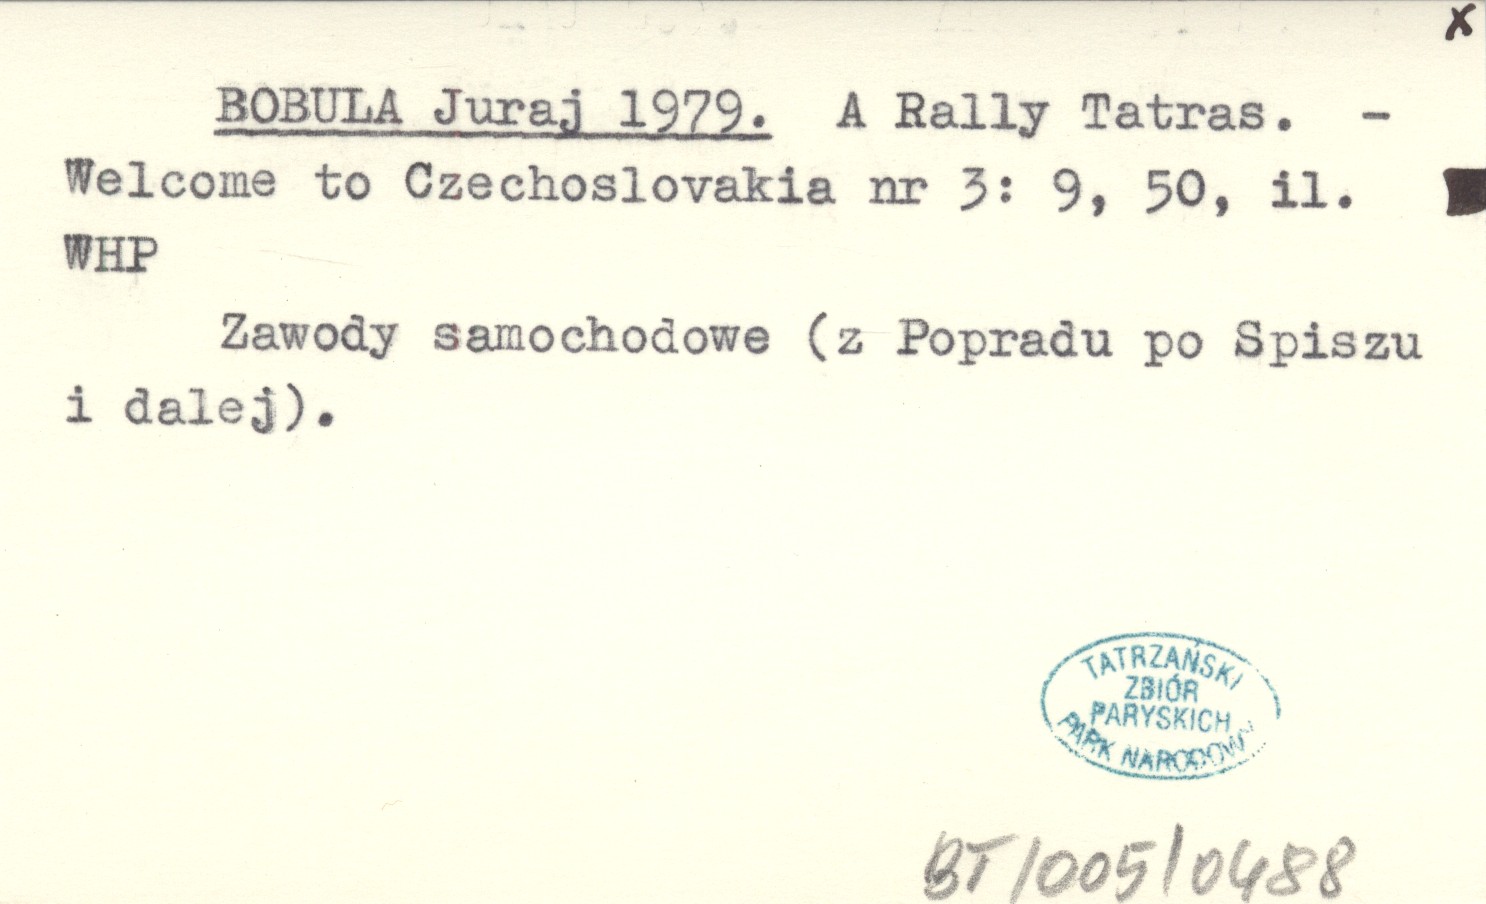 x
BOBULA Juraj 1979. A Rally Tatras. -
Welcome to Czechoslovakia nr 3: 9, 50, il.
WHP
Zawody samochodowe (z Popradu po Spiszu
i dalej).
TATRZAŃSKI
ZBIÓR
PARYSKICH
PARK NARODOWY
BT/005/0488